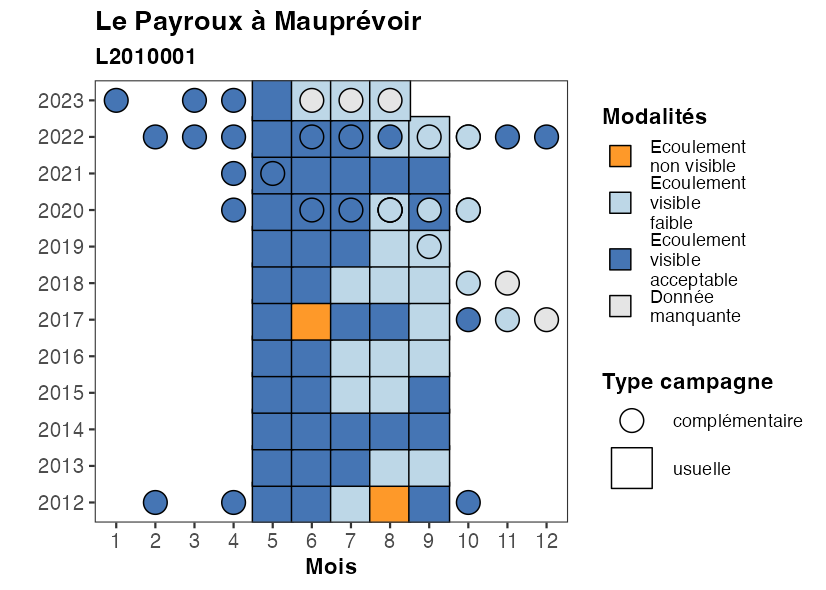 Le Payroux à Mauprévoir
L2010001
2023
2022
2021
2020
2019
2018
2017
2016
2015
2014
2013
2012
1 2 3 4 5 6 7 8 9 10 11 12
Mois
Modalités
Ecoulement
non visible
Ecoulement
visible
faible
Ecoulement
visible
acceptable
Donnée
manquante
Type campagne
complémentaire
usuelle